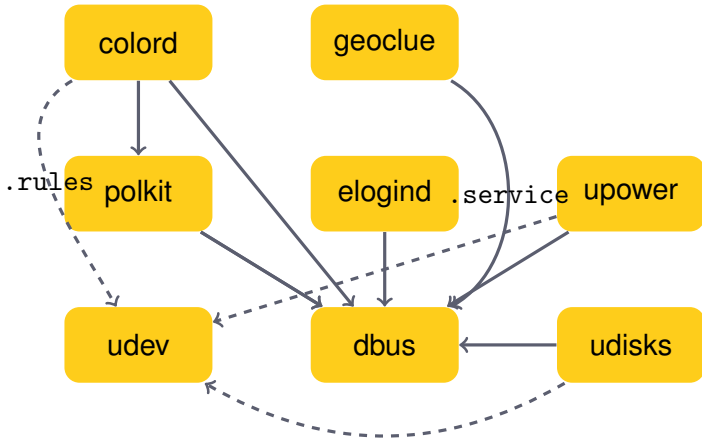 colord
geoclue
.rules
polkit
elogind
.service
upower
udev
dbus
udisks